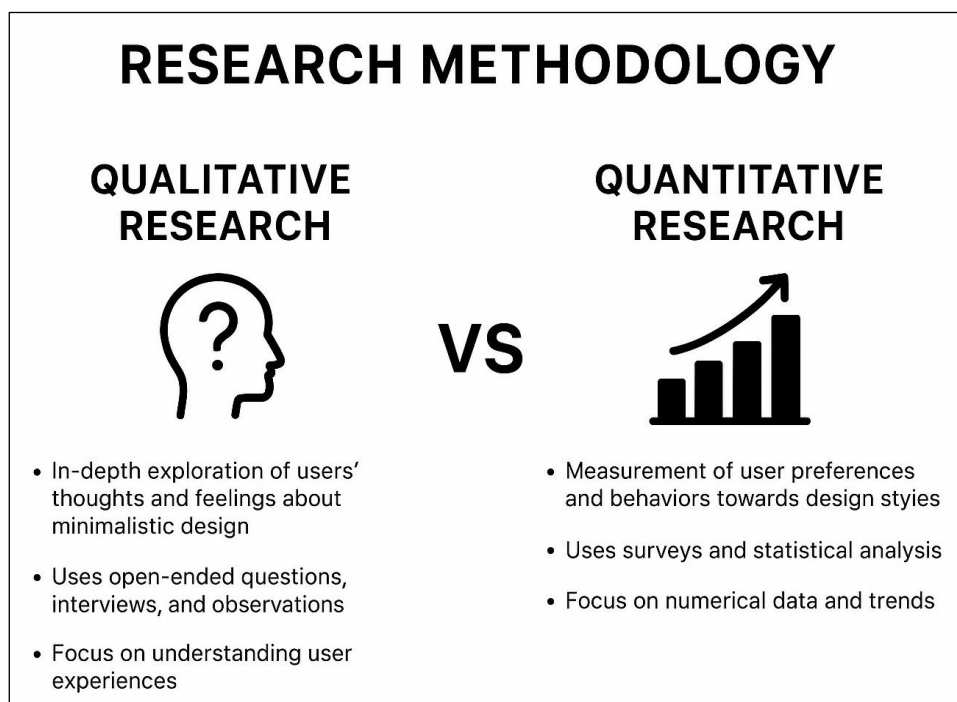 RESEARCH METHODOLOGY
QUALITATIVE
RESEARCH
?
• In-depth exploration of users’
thoughts and feelings about
minimalistic design
• Uses open-ended questions,
interviews, and observations
• Focus on understanding user
experiences
VS
QUANTITATIVE
RESEARCH
• Measurement of user preferences
and behaviors towards design styies
• Uses surveys and statistical analysis
• Focus on numerical data and trends